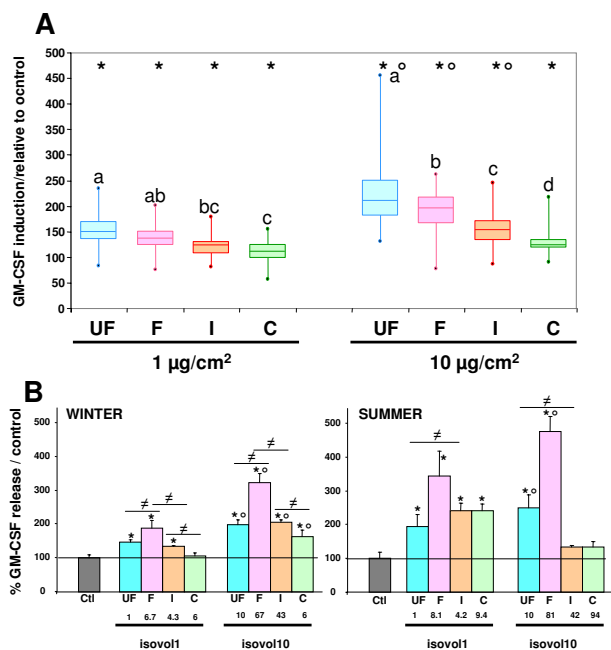 A
GM-CSF induction/relative to ocntrol
500
450
400
350
300
250
200
150
100
50
0
* * * * *° *° *° *
a ab bc c a b c d
UF F I C UF F I C
1 µg/cm² 10 µg/cm²
B
% GM-CSF release / control
WINTER
500
400
300
200
100
≠ ≠ ≠ ≠ ≠ ≠
* * * *° *° *° *°
Ctl UF F I C UF F I C
1 6.7 4.3 6 10 67 43 6
isovol1 isovol10
SUMMER
500
400
300
200
100
≠ ≠
* * * * *° *°
Ctl UF F I C UF F I C
1 8.1 4.2 9.4 10 81 42 94
isovol1 isovol10